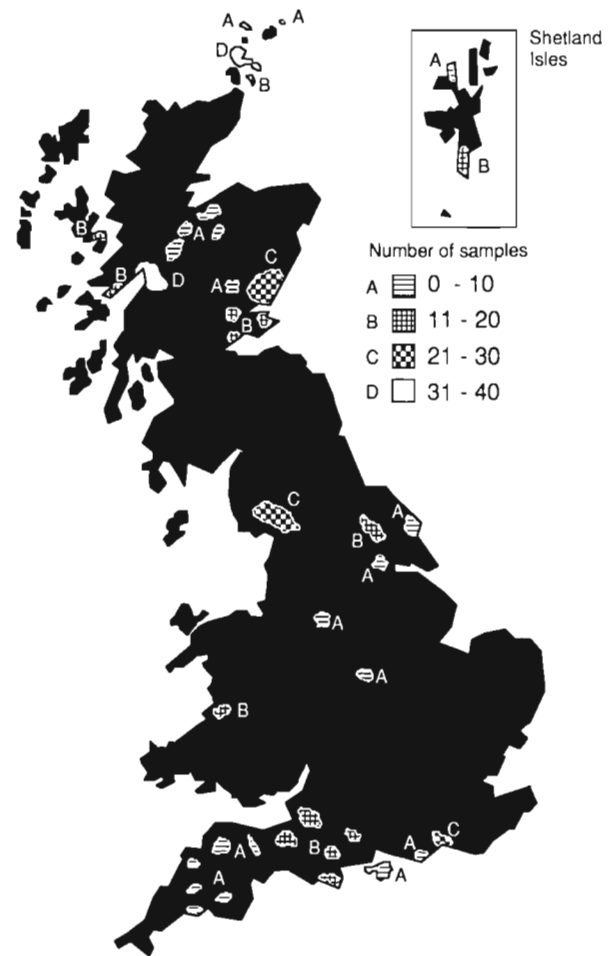 A
A
D
B
Shetland
Isles
A
B
Number of samples
A 0 - 10
B 11 - 20
C 21 - 30
D 31 - 40
A
B
C
B
D
A
B
C
A
B
A
A
A
B
C
A
B
A
A
A